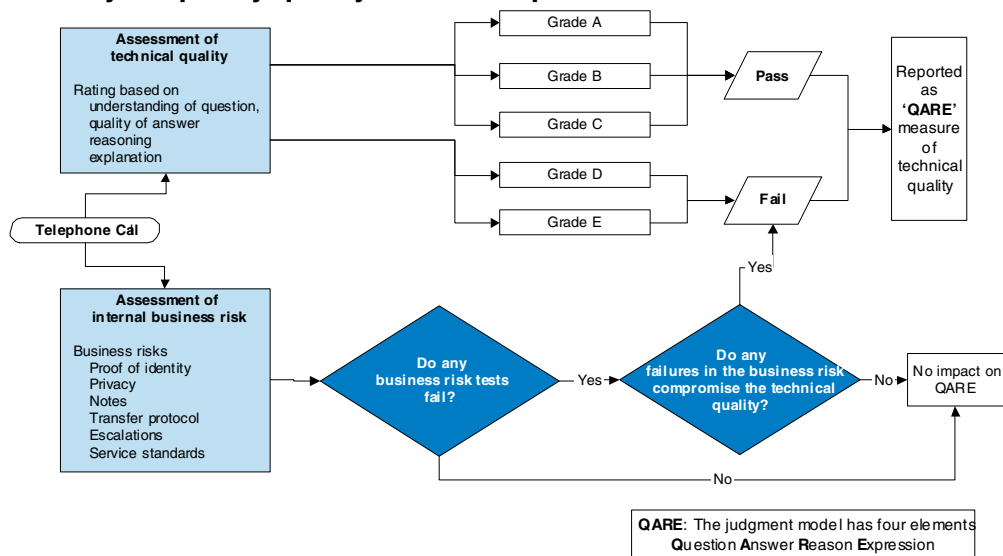 Assessment of
technical quality
Rating based on
understanding of question,
quality of answer
reasoning
explanation
Grade A
Grade B
Grade C
Grade D
Grade E
Pass
Fail
Reported
as
‘QARE’
measure
of
technical
quality
Telephone Call
Assessment of
internal business risk
Business risks
Proof of identity
Privacy
Notes
Transfer protocol
Escalations
Service standards
Do any
business risk tests
fail?
Yes
Do any
failures in the business risk
compromise the technical
quality?
Yes
No
No impact on
QARE
No
QARE: The judgment model has four elements
Question Answer Reason Expression